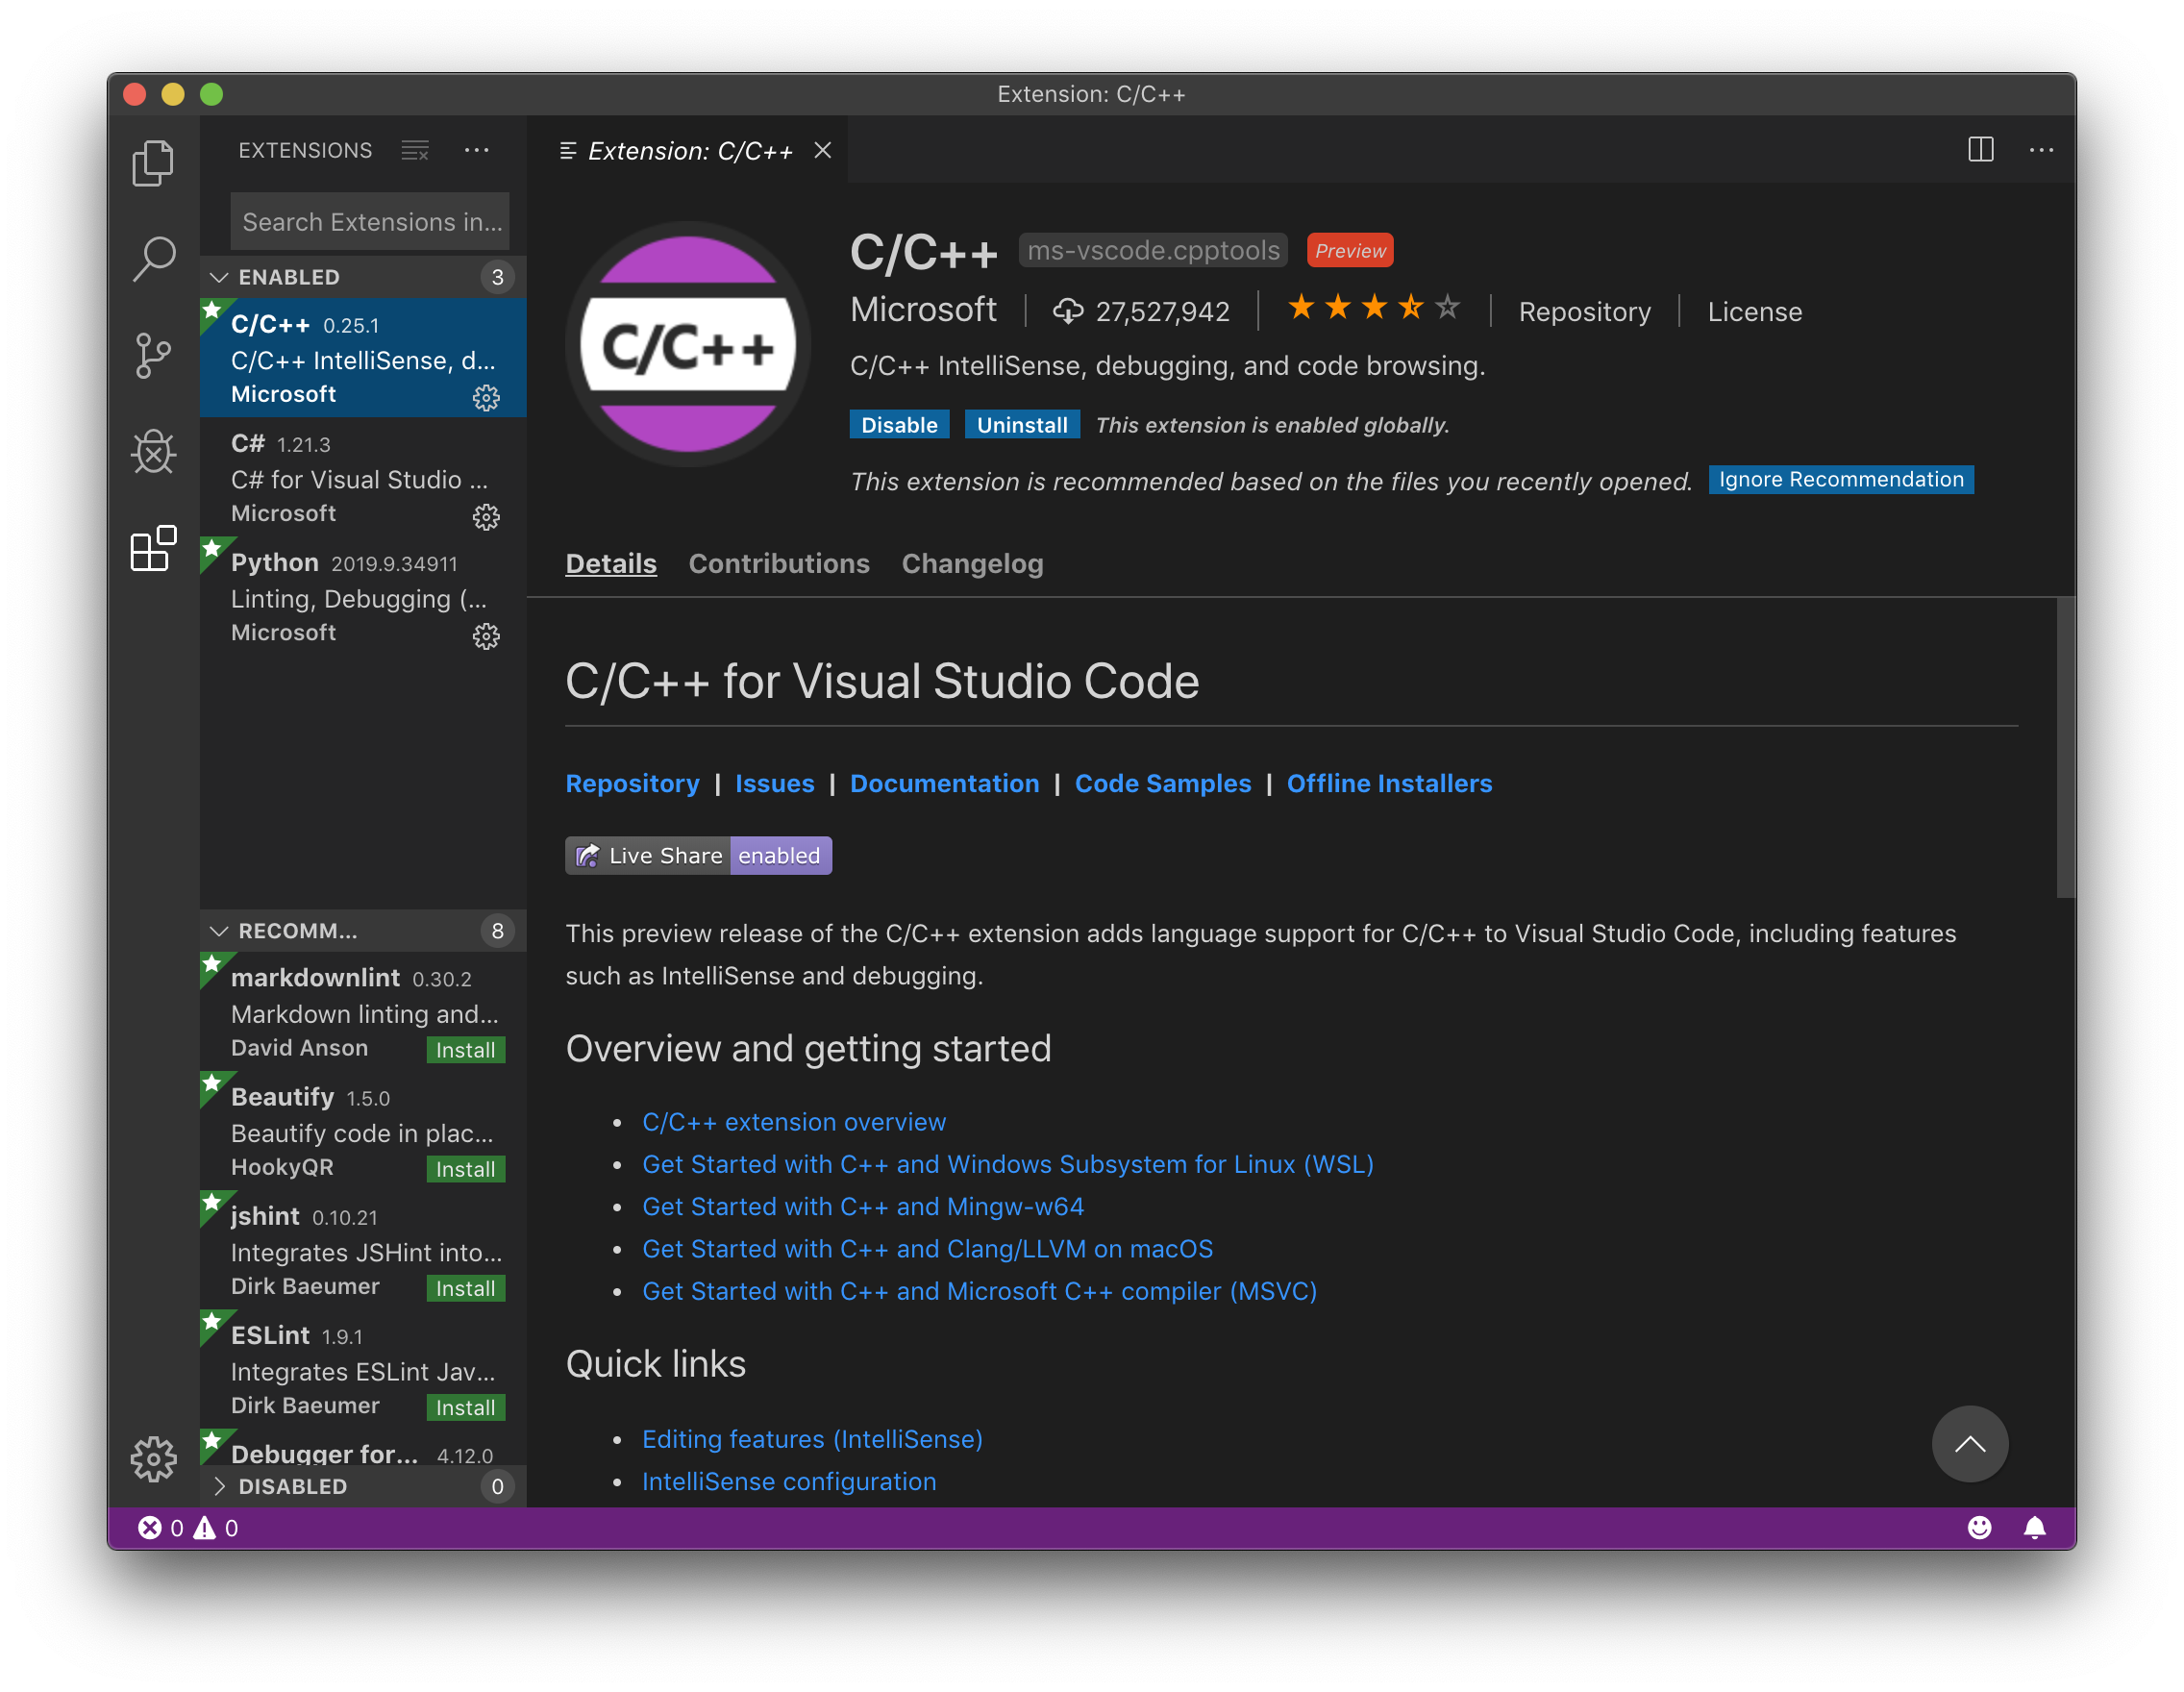 Extension: C/C++
EXTENSIONS
Search Extensions in...
ENABLED 3
C/C++ 0.25.1
C/C++ IntelliSense, d...
Microsoft
C# 1.21.3
C# for Visual Studio ...
Microsoft
Python 2019.9.34911
Linting, Debugging (...
Microsoft
RECOMM... 8
markdownlint 0.30.2
Markdown linting and...
David Anson Install
Beautify 1.5.0
Beautify code in plac...
HookyQR Install
jshint 0.10.21
Integrates JSHint into...
Dirk Baeumer Install
ESLint 1.9.1
Integrates ESLint Jav...
Dirk Baeumer Install
Debugger for... 4.12.0
DISABLED 0
Extension: C/C++
C/C++
C/C++ ms-vscode.cpptools Preview
Microsoft 27,527,942 Repository License
C/C++ IntelliSense, debugging, and code browsing.
Disable Uninstall This extension is enabled globally.
This extension is recommended based on the files you recently opened. Ignore Recommendation
Details Contributions Changelog
C/C++ for Visual Studio Code
Repository | Issues | Documentation | Code Samples | Offline Installers
Live Share enabled
This preview release of the C/C++ extension adds language support for C/C++ to Visual Studio Code, including features
such as IntelliSense and debugging.
Overview and getting started
• C/C++ extension overview
• Get Started with C++ and Windows Subsystem for Linux (WSL)
• Get Started with C++ and Mingw-w64
• Get Started with C++ and Clang/LLVM on macOS
• Get Started with C++ and Microsoft C++ compiler (MSVC)
Quick links
• Editing features (IntelliSense)
• IntelliSense configuration
0 0